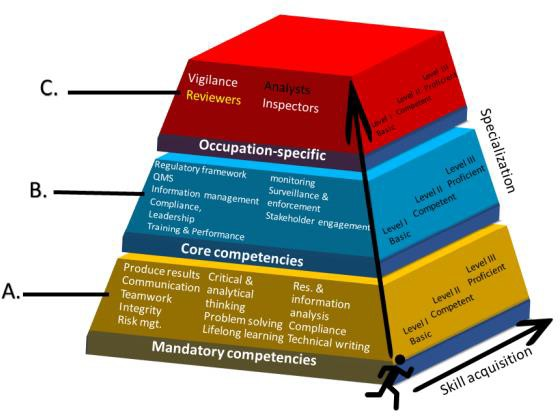 C.
Vigilance Analysts
Reviewers Inspectors
Level I Level II Level III
Basic Competent Proficient
Occupation-specific
Specialization
B.
Regulatory framework
QMS
Information management
Compliance,
Leadership
Training & Performance
monitoring
Surveillance &
enforcement
Stakeholder engagement
Level I Level II Level III
Basic Competent Proficient
Core competencies
A.
Produce results
Communication
Teamwork
Integrity
Risk mgt.
Critical &
analytical
thinking
Problem solving
Lifelong learning
Res. &
information
analysis
Compliance
Technical writing
Level I Level II Level III
Basic Competent Proficient
Mandatory competencies
Skill acquisition